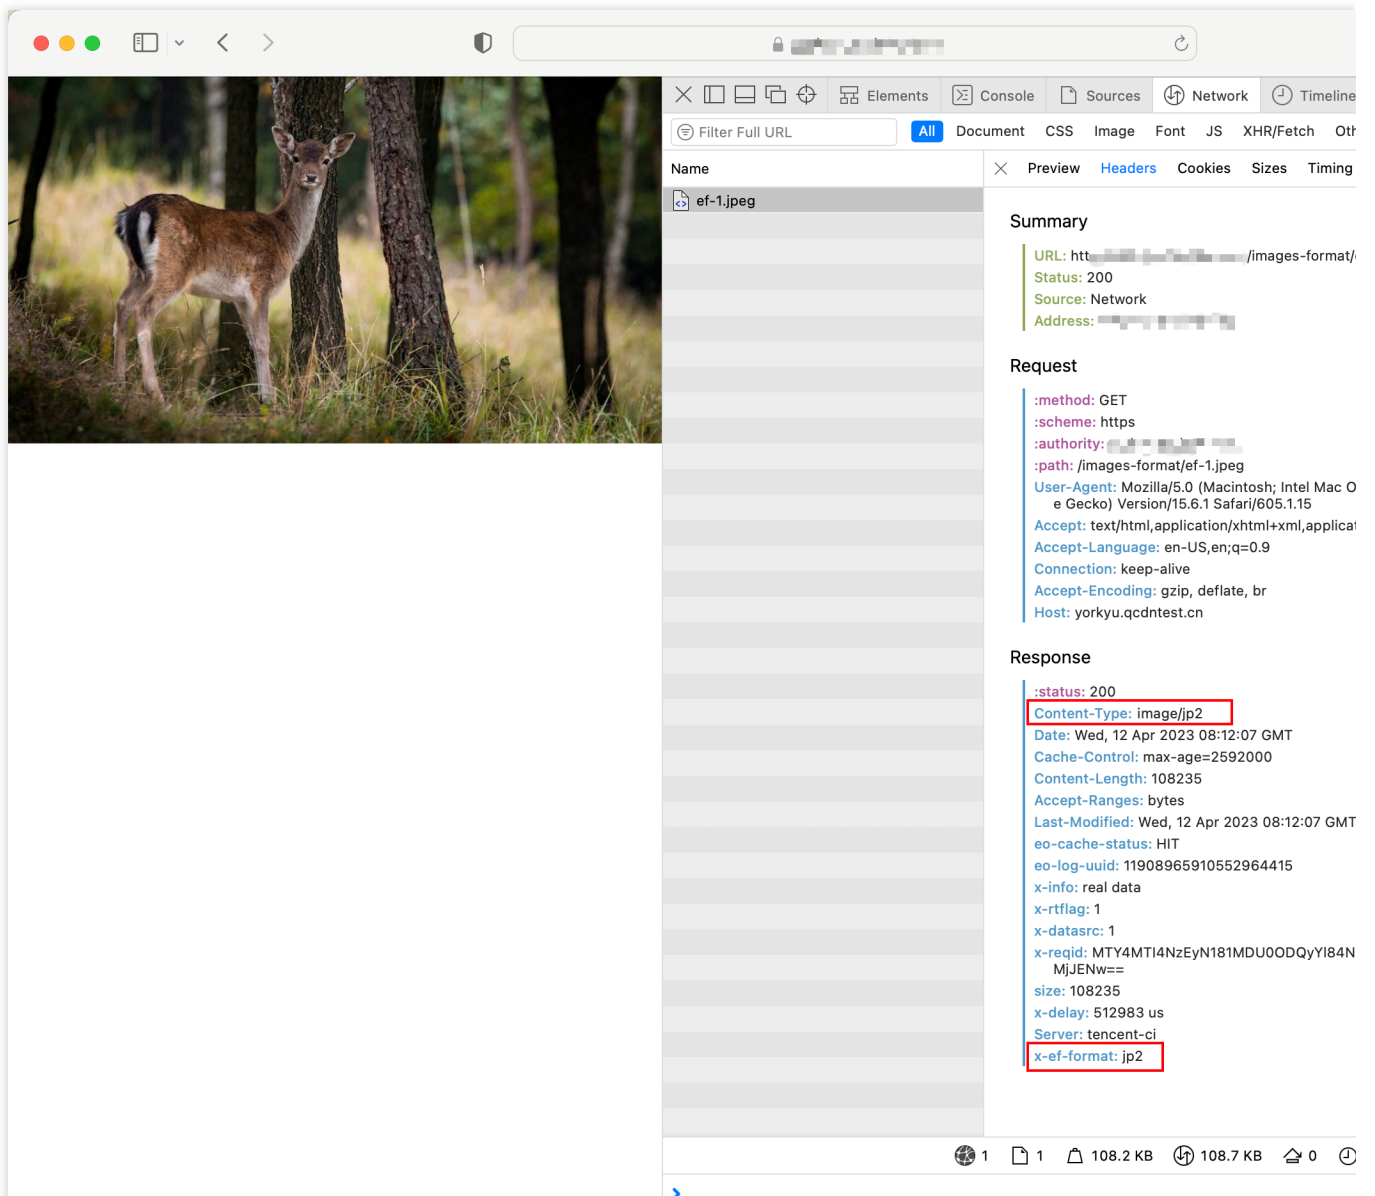 Elements
Console
Sources
Network
Timeline
Filter Full URL
All
Document
CSS
Image
Font
JS
XHR/Fetch
Oth
Name
Preview
Headers
Cookies
Sizes
Timing
ef-1.jpeg
Summary
URL: htt /images-format/
Status: 200
Source: Network
Address:
Request
:method: GET
:scheme: https
:authority:
:path: /images-format/ef-1.jpeg
User-Agent: Mozilla/5.0 (Macintosh; Intel Mac O
e Gecko) Version/15.6.1 Safari/605.1.15
Accept: text/html,application/xhtml+xml,applicat
Accept-Language: en-US,en;q=0.9
Connection: keep-alive
Accept-Encoding: gzip, deflate, br
Host: yorkyu.qcdntest.cn
Response
:status: 200
Content-Type: image/jp2
Date: Wed, 12 Apr 2023 08:12:07 GMT
Cache-Control: max-age=2592000
Content-Length: 108235
Accept-Ranges: bytes
Last-Modified: Wed, 12 Apr 2023 08:12:07 GMT
eo-cache-status: HIT
eo-log-uuid: 11908965910552964415
x-info: real data
x-rtflag: 1
x-datasrc: 1
x-reqid: MTY4MTI4NzEyN181MDU0ODQyYl84N
MjJENw==
size: 108235
x-delay: 512983 us
Server: tencent-ci
x-ef-format: jp2
1
1
108.2 KB
108.7 KB
0